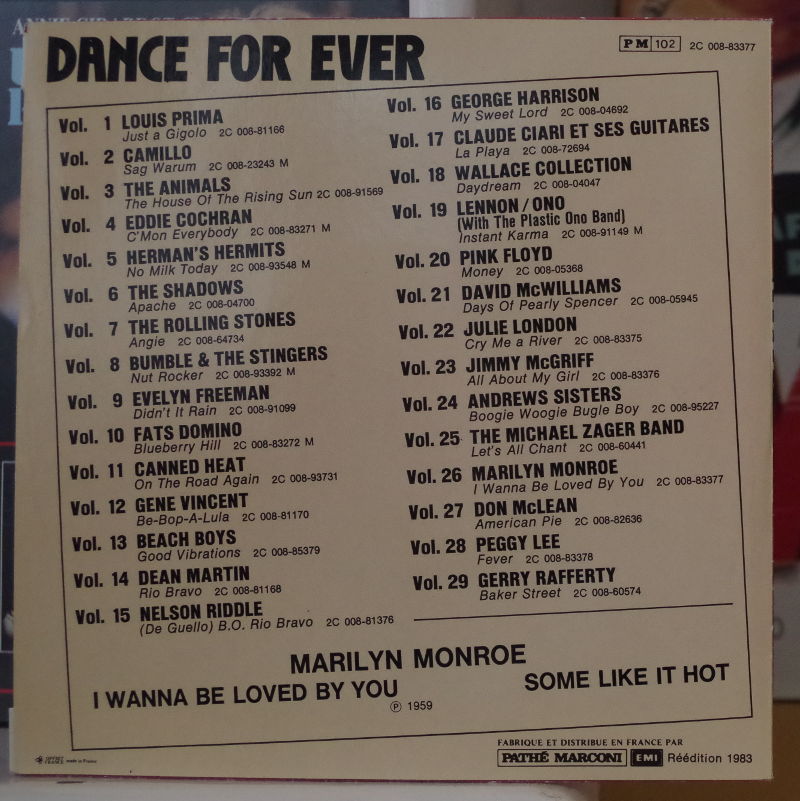 DANCE FOR EVER
PM 102 2C 008-83377
Vol. 1 LOUIS PRIMA
Just a Gigolo 2C 008-81166
Vol. 2 CAMILLO
Sag Warum 2C 008-23243 M
Vol. 3 THE ANIMALS
The House Of The Rising Sun 2C 008-91569
Vol. 4 EDDIE COCHRAN
C'Mon Everybody 2C 008-83271 M
Vol. 5 HERMAN'S HERMITS
No Milk Today 2C 008-93548 M
Vol. 6 THE SHADOWS
Apache 2C 008-04700
Vol. 7 THE ROLLING STONES
Angie 2C 008-64734
Vol. 8 BUMBLE & THE STINGERS
Nut Rocker 2C 008-93392 M
Vol. 9 EVELYN FREEMAN
Didn't It Rain 2C 008-91099
Vol. 10 FATS DOMINO
Blueberry Hill 2C 008-83272 M
Vol. 11 CANNED HEAT
On The Road Again 2C 008-93731
Vol. 12 GENE VINCENT
Be-Bop-A-Lula 2C 008-81170
Vol. 13 BEACH BOYS
Good Vibrations 2C 008-85379
Vol. 14 DEAN MARTIN
Rio Bravo 2C 008-81168
Vol. 15 NELSON RIDDLE
(De Guello) B.O. Rio Bravo 2C 008-81376
Vol. 16 GEORGE HARRISON
My Sweet Lord 2C 008-04692
Vol. 17 CLAUDE CIARI ET SES GUITARES
La Playa 2C 008-72694
Vol. 18 WALLACE COLLECTION
Daydream 2C 008-04047
Vol. 19 LENNON / ONO
(With The Plastic Ono Band)
Instant Karma 2C 008-91149 M
Vol. 20 PINK FLOYD
Money 2C 008-05368
Vol. 21 DAVID McWILLIAMS
Days Of Pearly Spencer 2C 008-05945
Vol. 22 JULIE LONDON
Cry Me a River 2C 008-83375
Vol. 23 JIMMY McGRIFF
All About My Girl 2C 008-83376
Vol. 24 ANDREWS SISTERS
Boogie Woogie Bugle Boy 2C 008-95227
Vol. 25 THE MICHAEL ZAGER BAND
Let's All Chant 2C 008-60441
Vol. 26 MARILYN MONROE
I Wanna Be Loved By You 2C 008-83377
Vol. 27 DON McLEAN
American Pie 2C 008-82636
Vol. 28 PEGGY LEE
Fever 2C 008-83378
Vol. 29 GERRY RAFFERTY
Baker Street 2C 008-60574
MARILYN MONROE
I WANNA BE LOVED BY YOU SOME LIKE IT HOT
℗ 1959
FABRIQUE ET DISTRIBUE EN FRANCE PAR
PATHÉ MARCONI EMI Réédition 1983
made in France